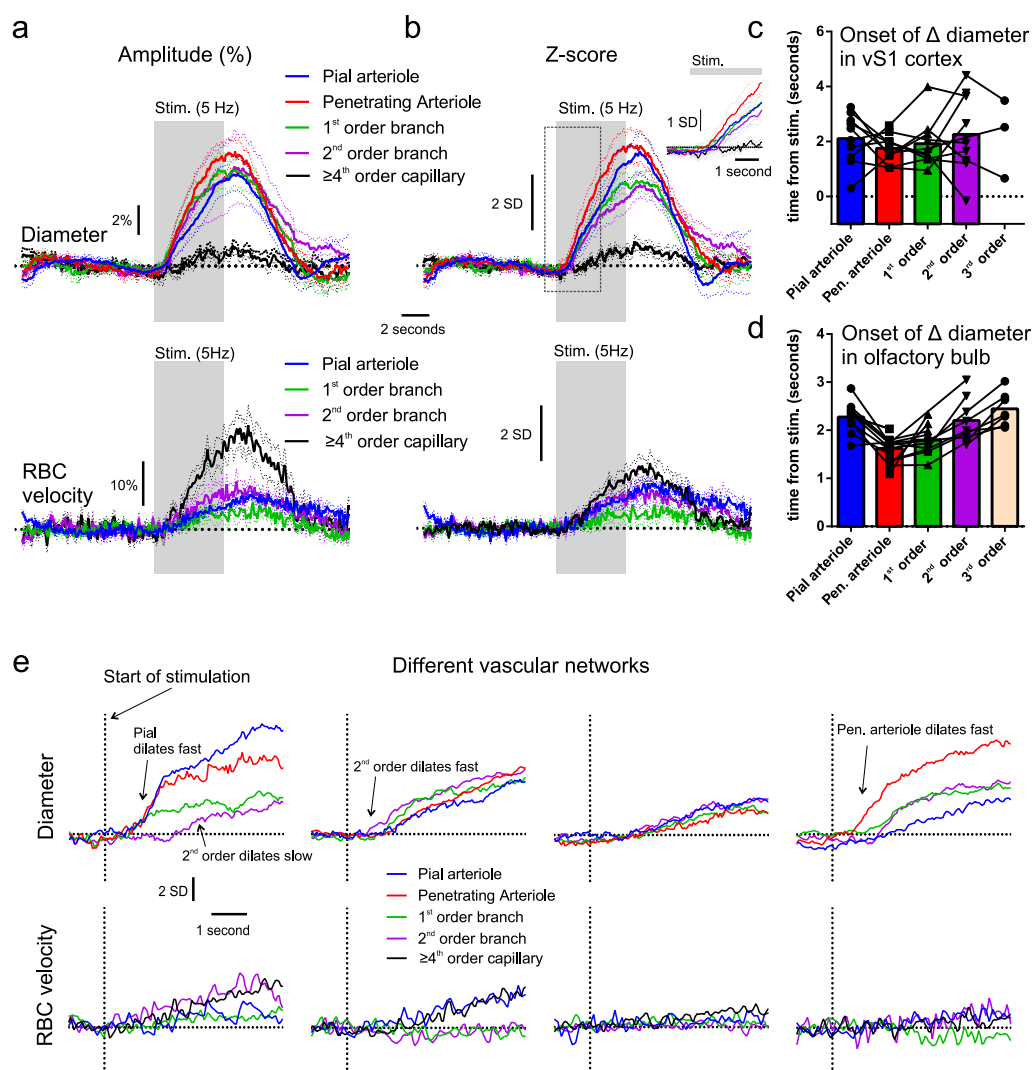 a
Amplitude (%)
Pial arteriole
Penetrating Arteriole
1st order branch
2nd order branch
≥4th order capillary
Stim. (5 Hz)
2%
Diameter
b
Z-score
Stim.
1 SD
1 second
Stim. (5 Hz)
2 SD
2 seconds
Stim. (5Hz)
Pial arteriole
1st order branch
2nd order branch
≥4th order capillary
10%
RBC
velocity
Stim. (5Hz)
2 SD
c
Onset of Δ diameter
in vS1 cortex
time from stim. (seconds)
6
4
2
0
Pial arteriole
Pen. arteriole
1st order
2nd order
3rd order
d
Onset of Δ diameter
in olfactory bulb
time from stim. (seconds)
4
3
2
1
0
Pial arteriole
Pen. arteriole
1st order
2nd order
3rd order
e
Different vascular networks
Start of stimulation
Diameter
Pial
dilates fast
2nd order dilates slow
2nd order dilates fast
Pen. arteriole dilates fast
2 SD
1 second
Pial arteriole
Penetrating Arteriole
1st order branch
2nd order branch
≥4th order capillary
RBC velocity